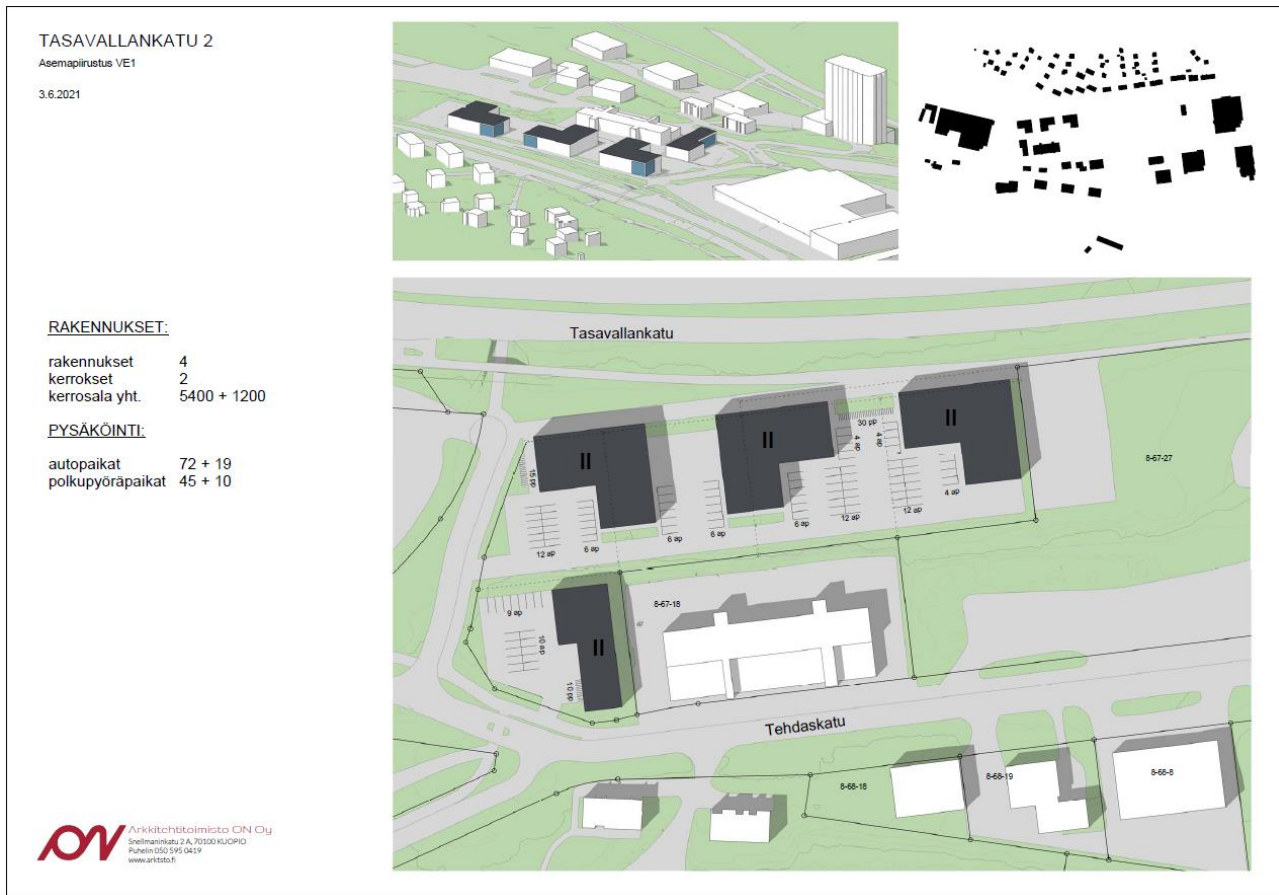 TASAVALLANKATU 2
Asemapiirustus VE1
3.6.2021
RAKENNUKSET:
rakennukset 4
kerrokset 2
kerrosala yht. 5400 + 1200
PYSÄKÖINTI:
autopaikat 72 + 19
polkupyöräpaikat 45 + 10
Tasavallankatu
II
II
II
30 pp
4 ap
4 ap
15 pp
8-67-27
4 ap
12 ap
6 ap
6 ap
6 ap
6 ap
12 ap
12 ap
8-67-18
9 ap
10 ap
II
10 pp
Tehdaskatu
8-68-18
8-68-19
8-68-8
ON
Arkkitehtitoimisto ON Oy
Snellmaninkatu 2 A, 70100 KUOPIO
Puhelin 050 595 0419
www.arktsto.fi